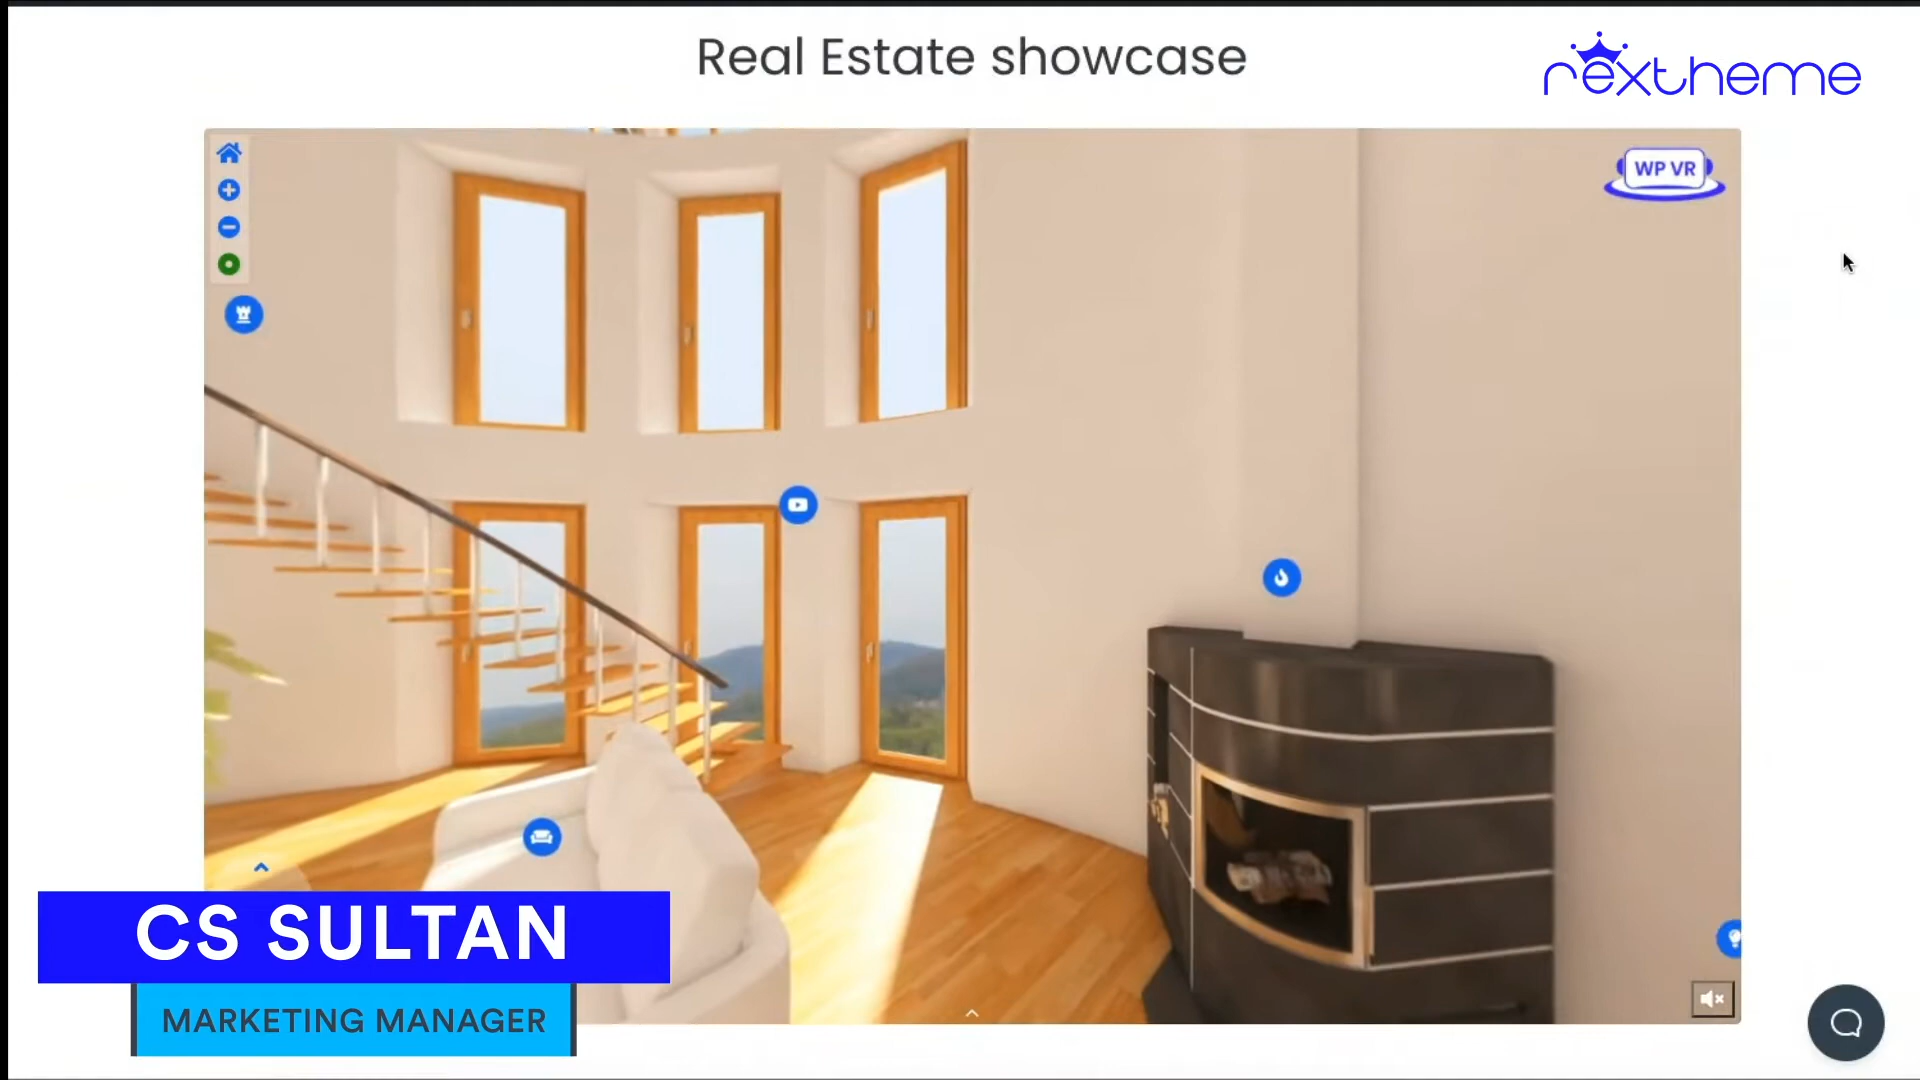 Real Estate showcase
rextheme
WP VR
CS SULTAN
MARKETING MANAGER